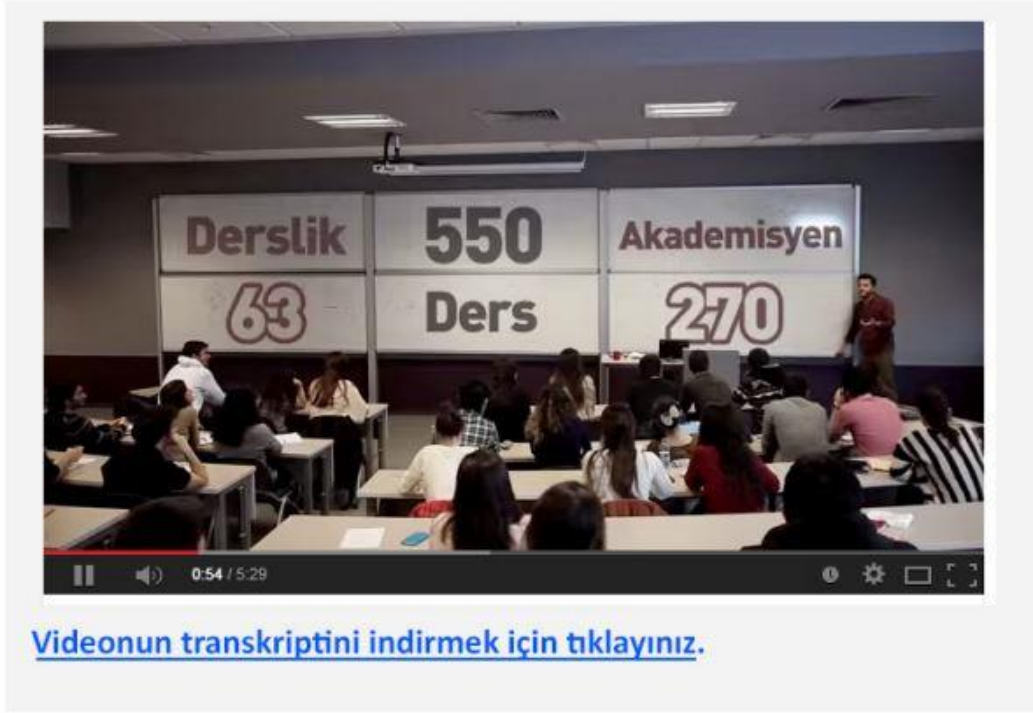 Derslik
63
550
Ders
Akademisyen
270
0:54 / 5:29
Videonun transkriptini indirmek için tıklayınız.